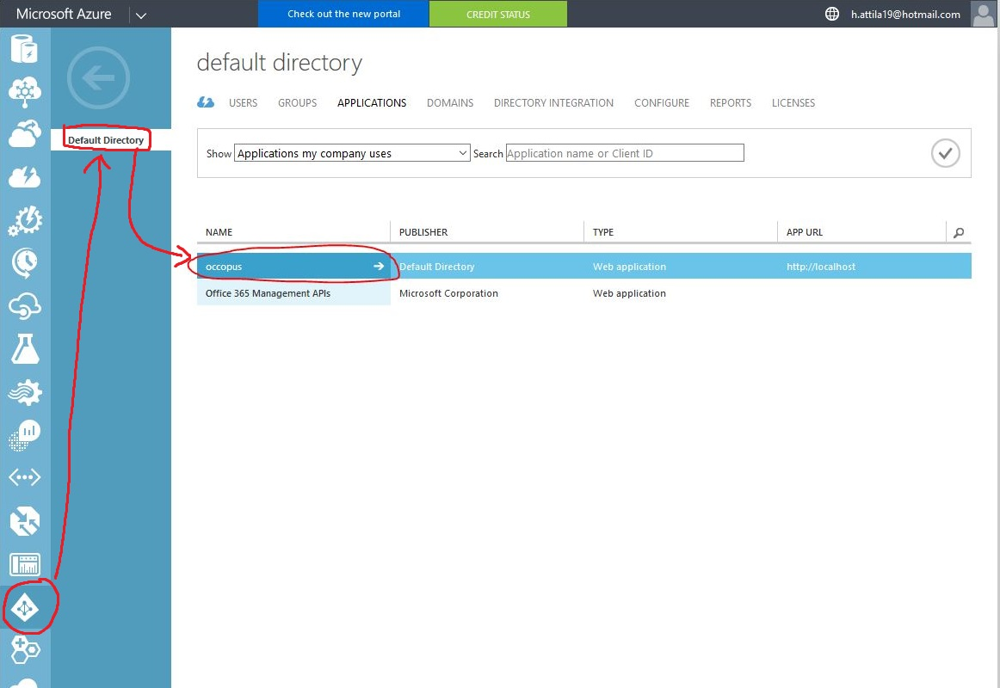 Microsoft Azure
Check out the new portal
CREDIT STATUS
h.attila19@hotmail.com
Default Directory
default directory
USERS GROUPS APPLICATIONS DOMAINS DIRECTORY INTEGRATION CONFIGURE REPORTS LICENSES
Show Applications my company uses Search Application name or Client ID
NAME PUBLISHER TYPE APP URL
occopus Default Directory Web application http://localhost
Office 365 Management APIs Microsoft Corporation Web application